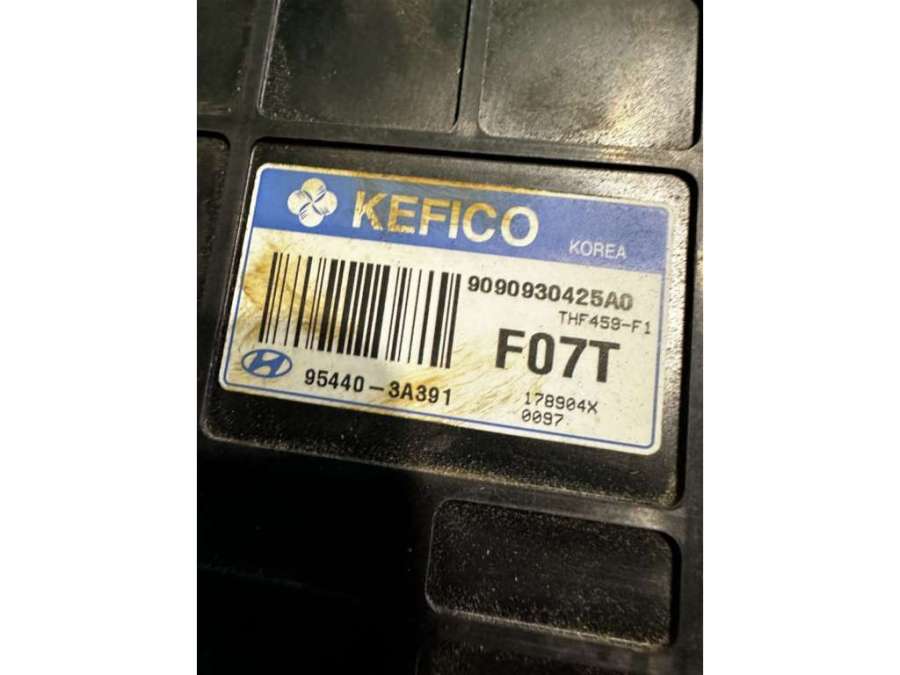 KEFICO
KOREA
9090930425A0
THF459-F1
F07T
95440-3A391
178904X
0097